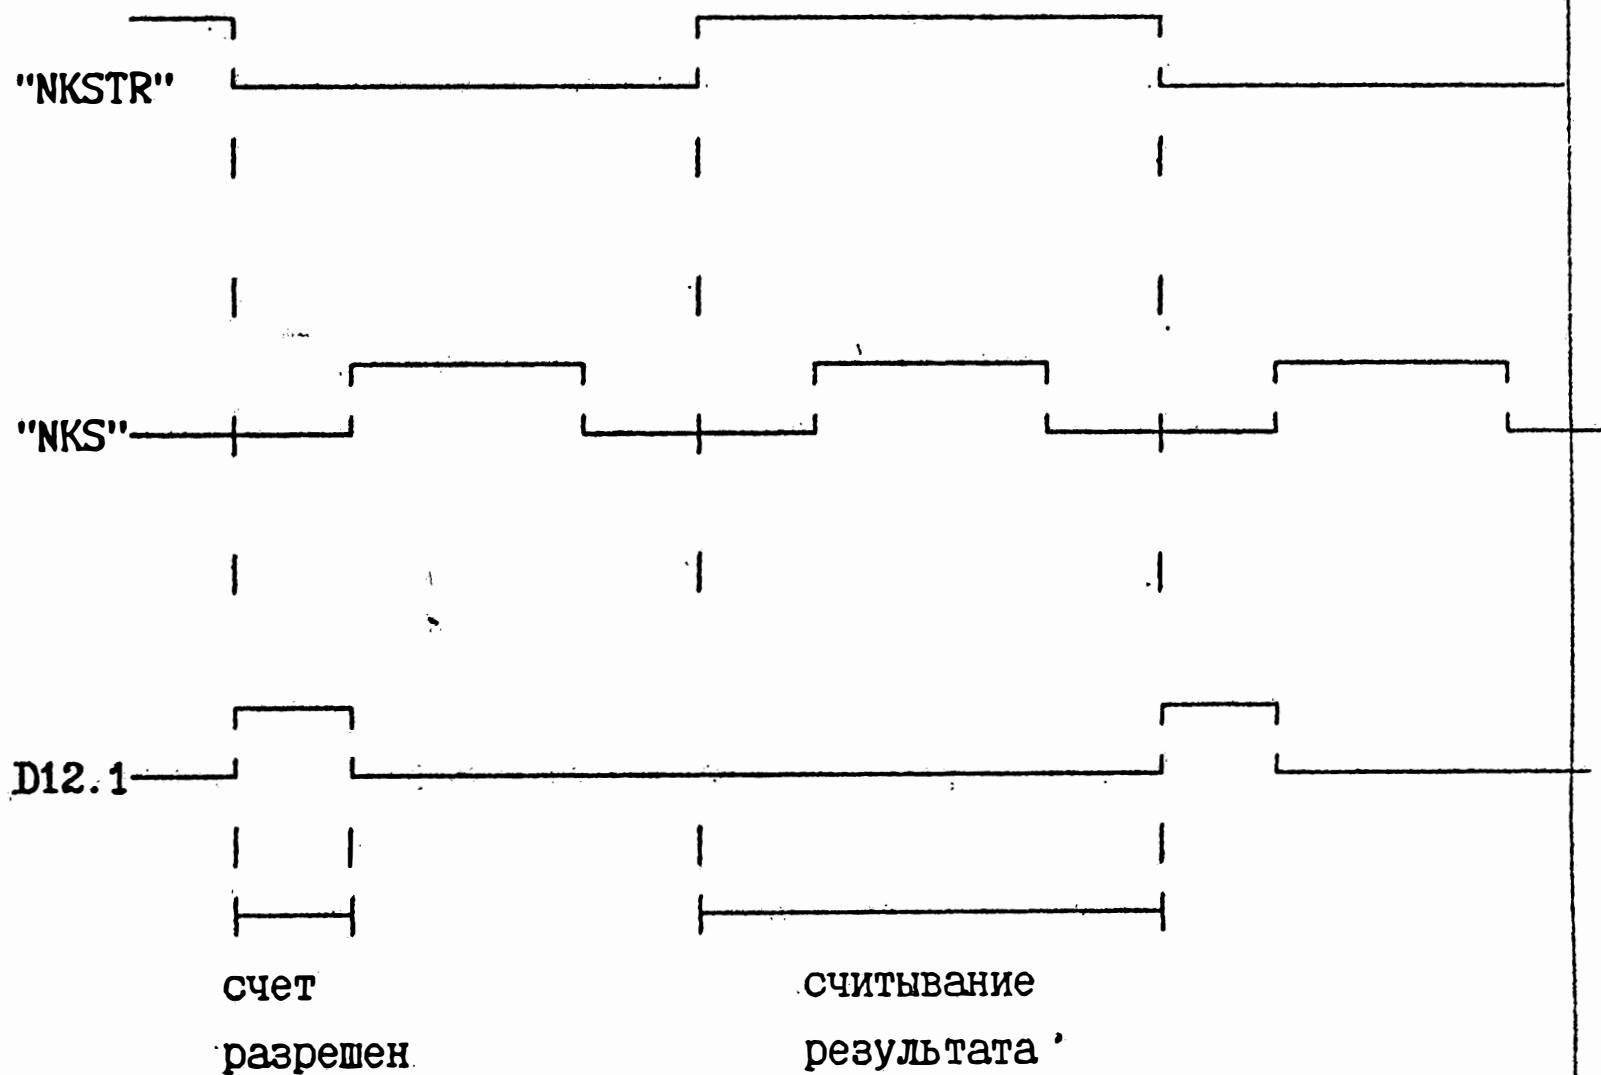 "NKSTR"
"NKS"
D12.1
счет
разрешен
считывание
результата